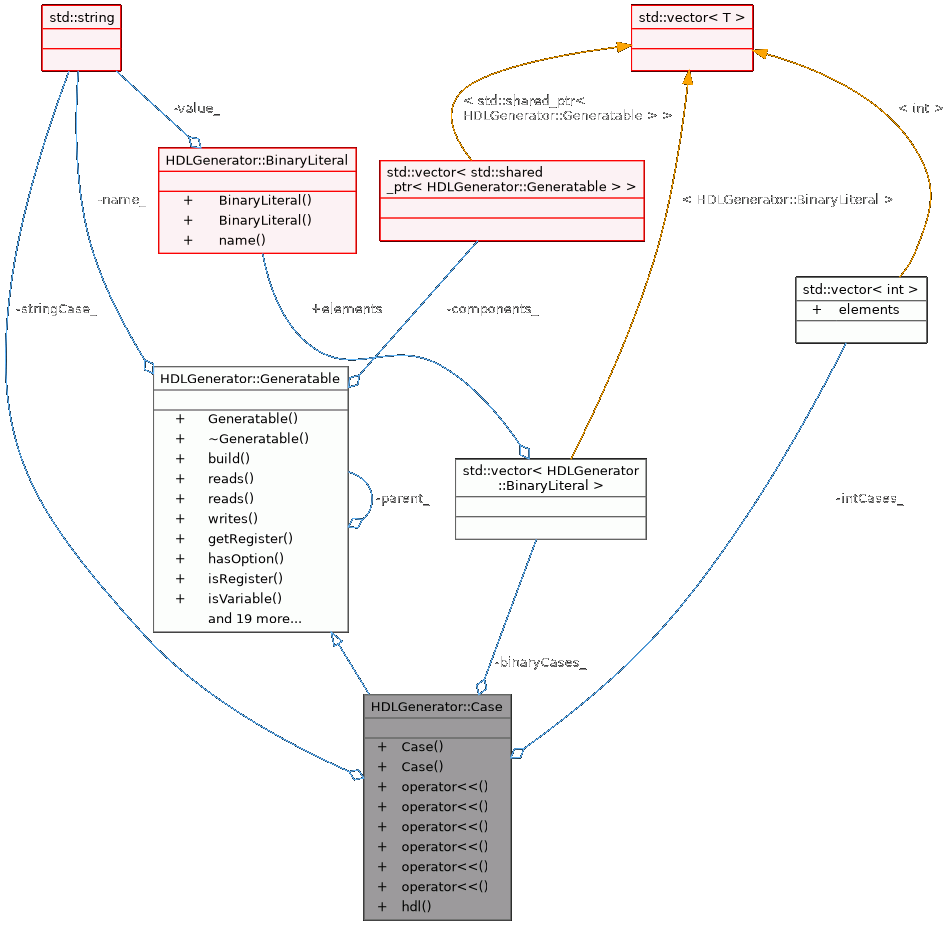 std::string
std::vector< T >
-value_
< std::shared_ptr<
HDLGenerator::Generatable > >
< int >
HDLGenerator::BinaryLiteral
+ BinaryLiteral()
+ BinaryLiteral()
+ name()
std::vector< std::shared
_ptr< HDLGenerator::Generatable > >
-name_
< HDLGenerator::BinaryLiteral >
std::vector< int >
+ elements
-stringCase_
+elements
-components_
HDLGenerator::Generatable
+ Generatable()
+ ~Generatable()
+ build()
+ reads()
+ reads()
+ writes()
+ getRegister()
+ hasOption()
+ isRegister()
+ isVariable()
and 19 more...
-parent_
std::vector< HDLGenerator
::BinaryLiteral >
-intCases_
-binaryCases_
HDLGenerator::Case
+ Case()
+ Case()
+ operator<<()
+ operator<<()
+ operator<<()
+ operator<<()
+ operator<<()
+ operator<<()
+ hdl()